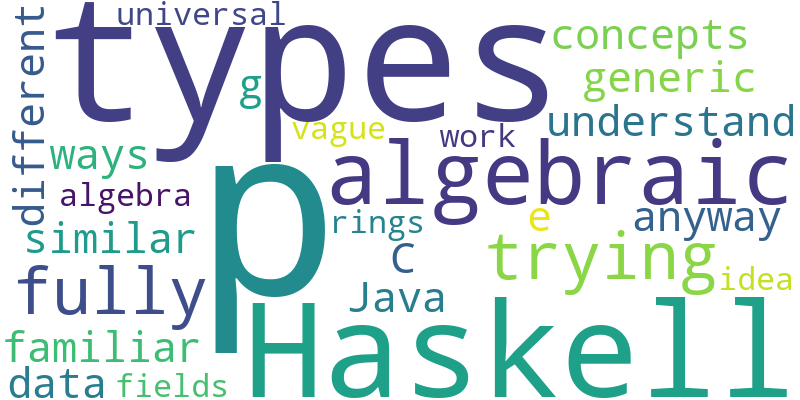 universal
types
concepts
different
g
generic
vague
work
understand
ways
algebraic
algebra
p
rings
e
anyway
similar
C
trying
fully
Java
idea
Haskell
familiar
data
fields